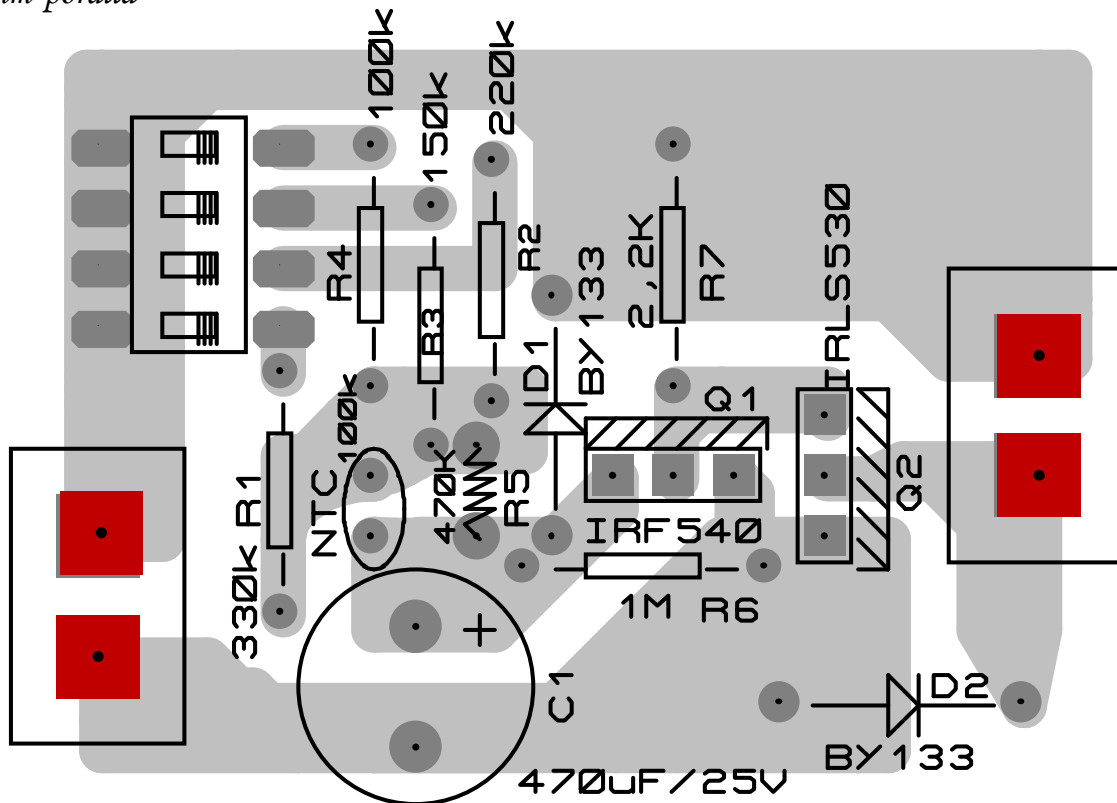 100k
150k
220k
R4
R3
R2
2,2K
R7
IRLS530
D1
BY133
Q1
100k
470K
R5
Q2
R1
330k
NTC
IRF540
1M
R6
+
C1
470uF/25V
D2
BY133